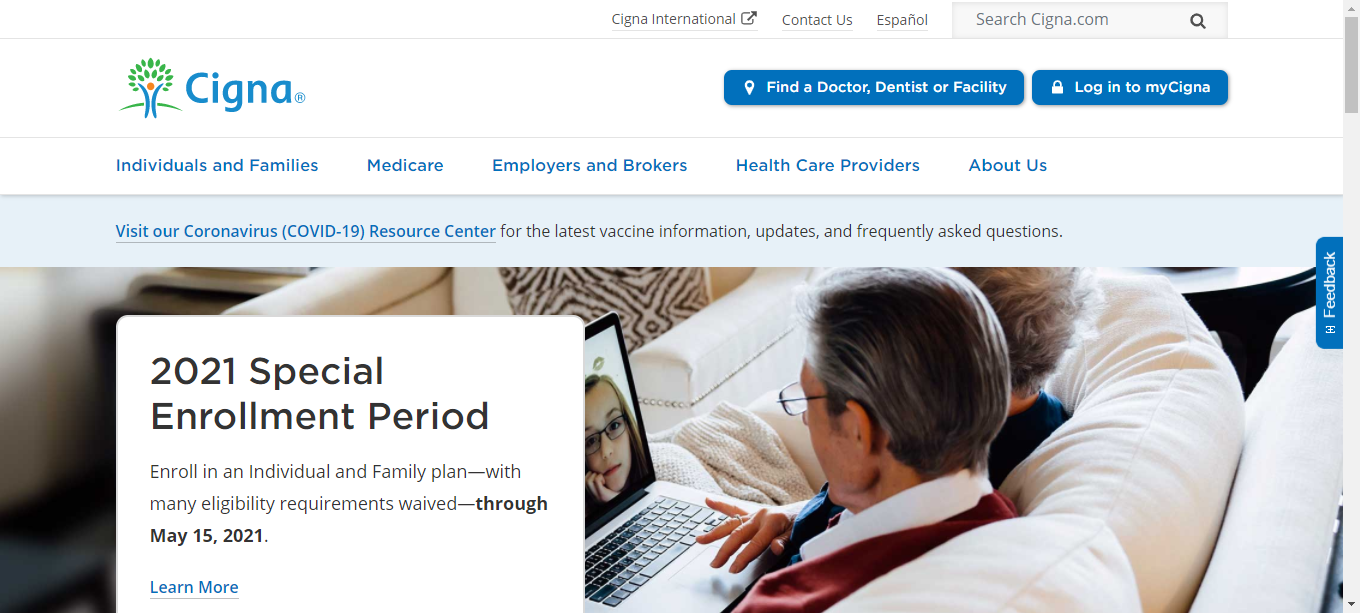 Cigna International
Contact Us
Español
Search Cigna.com
Cigna®
Find a Doctor, Dentist or Facility
Log in to myCigna
Individuals and Families
Medicare
Employers and Brokers
Health Care Providers
About Us
Visit our Coronavirus (COVID-19) Resource Center for the latest vaccine information, updates, and frequently asked questions.
Feedback
2021 Special
Enrollment Period
Enroll in an Individual and Family plan—with
many eligibility requirements waived—through
May 15, 2021.
Learn More